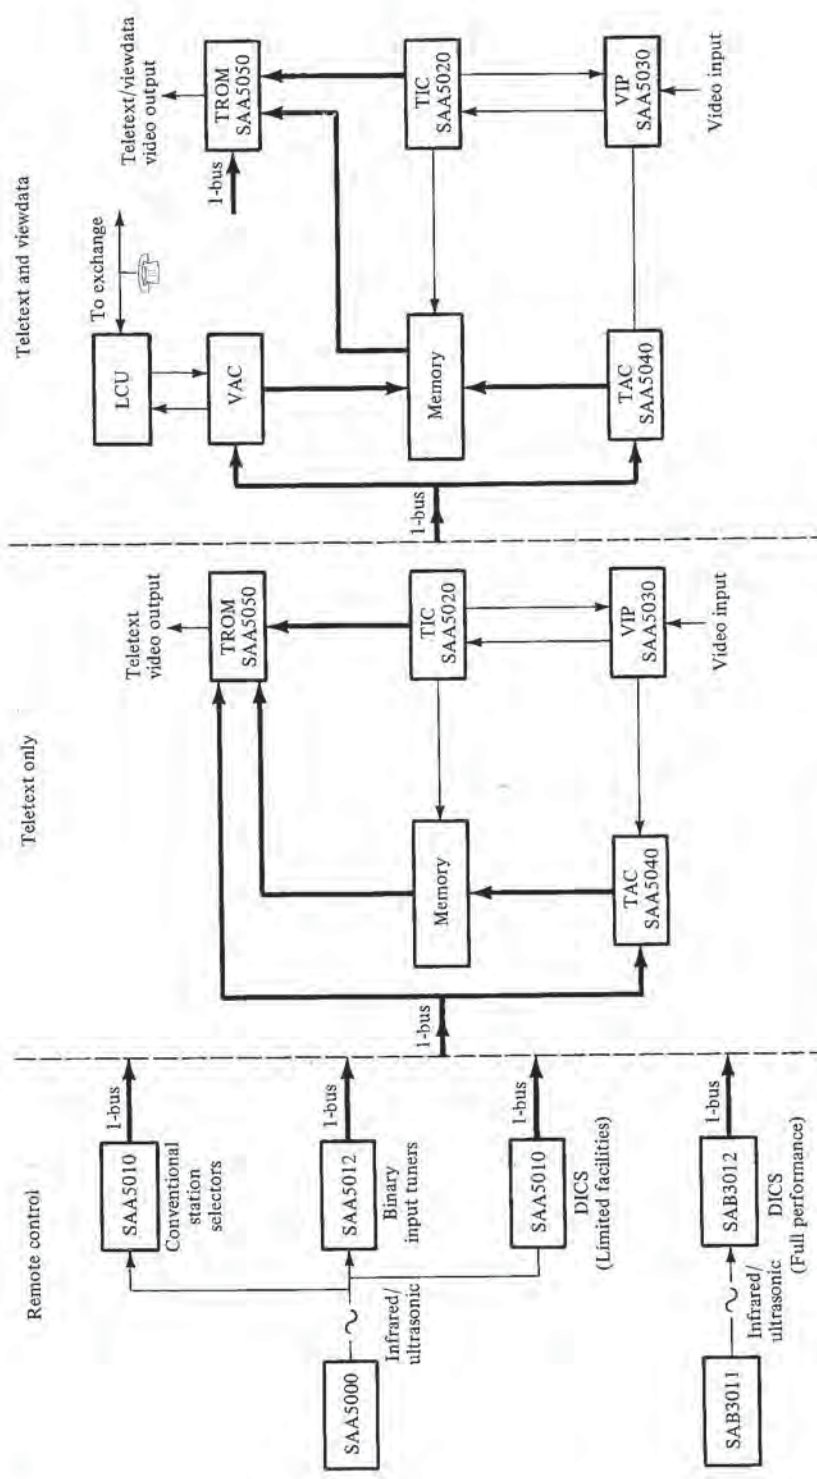 Remote control
SAA5000
Infrared/
ultrasonic
SAA5010
Conventional
station
selectors
1-bus
SAA5012
Binary
input tuners
1-bus
SAA5010
DICS
(Limited facilities)
1-bus
SAB3011
Infrared/
ultrasonic
SAB3012
DICS
(Full performance)
1-bus
Teletext only
1-bus
Teletext
video output
TROM
SAA5050
Memory
TIC
SAA5020
TAC
SAA5040
VIP
SAA5030
Video input
Teletext and viewdata
1-bus
LCU
To exchange
VAC
1-bus
Teletext/viewdata
video output
TROM
SAA5050
Memory
TIC
SAA5020
TAC
SAA5040
VIP
SAA5030
Video input